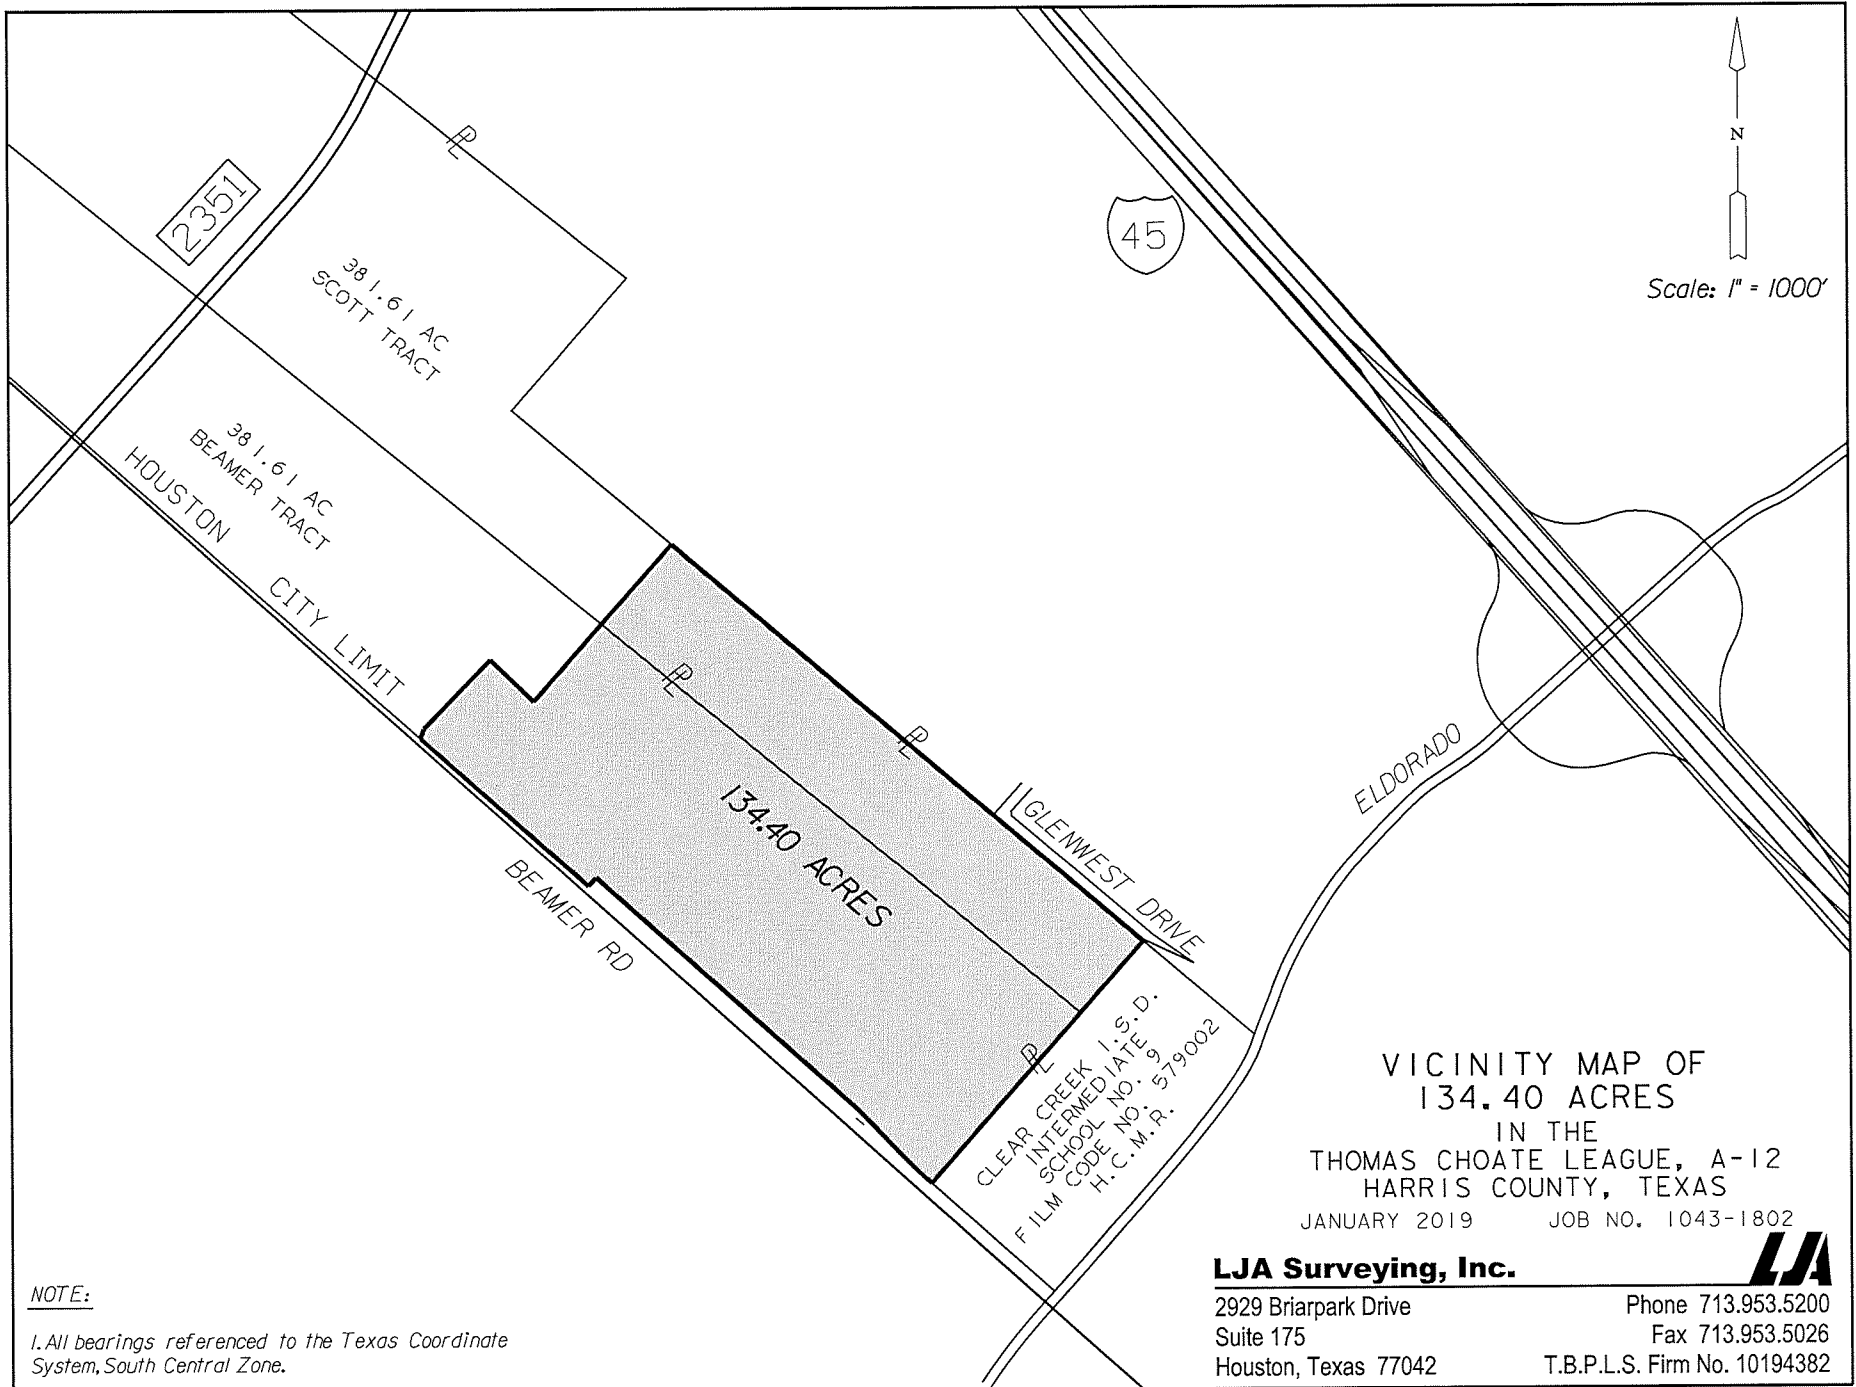 2351
381.61 AC
SCOTT TRACT
45
N
Scale: 1" = 1000'
381.61 AC
BEAMER TRACT
HOUSTON CITY LIMIT
PL
PL
PL
PL
134.40 ACRES
BEAMER RD
GLENWEST DRIVE
ELDORADO
CLEAR CREEK I.S.D.
INTERMEDIATE
SCHOOL NO. 9
FILM CODE NO. 579002
H.C.M.R.
VICINITY MAP OF
134.40 ACRES
IN THE
THOMAS CHOATE LEAGUE, A-12
HARRIS COUNTY, TEXAS
JANUARY 2019 JOB NO. 1043-1802
LJA Surveying, Inc.
LJA
2929 Briarpark Drive
Suite 175
Houston, Texas 77042
Phone 713.953.5200
Fax 713.953.5026
T.B.P.L.S. Firm No. 10194382
NOTE:
1. All bearings referenced to the Texas Coordinate
System, South Central Zone.